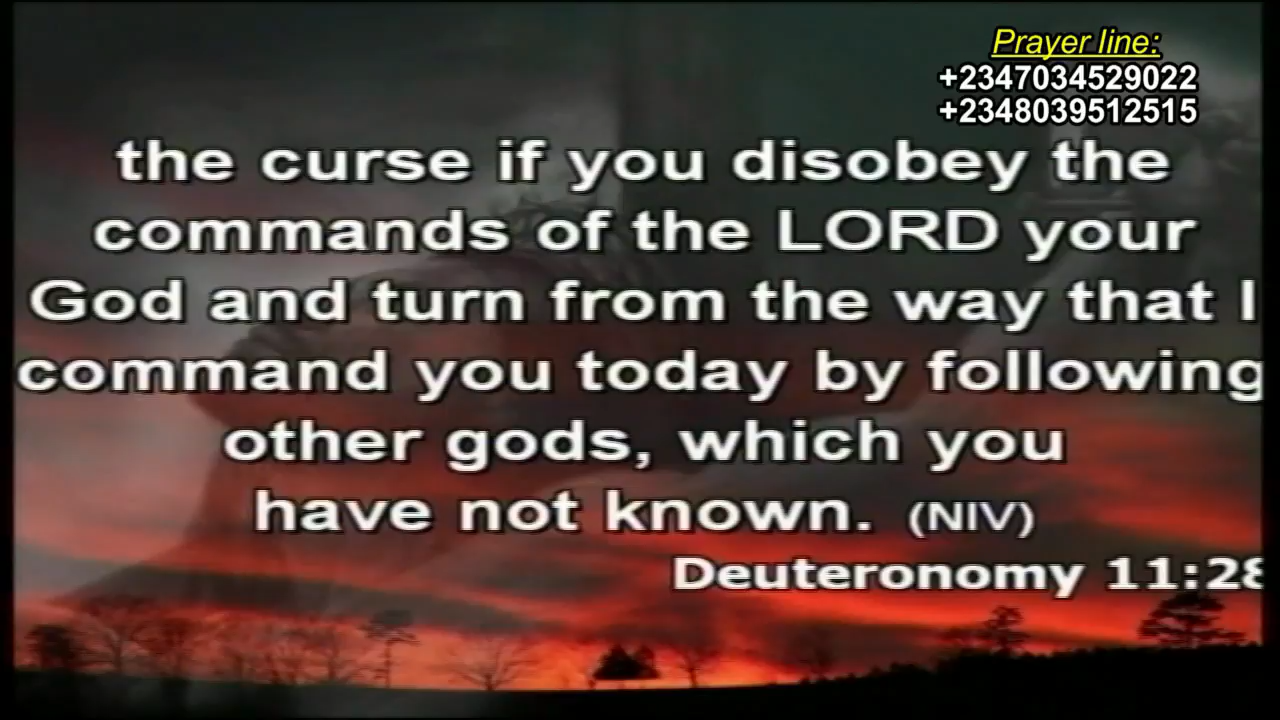 Prayer line:
+2347034529022
+2348039512515
the curse if you disobey the
commands of the LORD your
God and turn from the way that I
command you today by following
other gods, which you
have not known. (NIV)
Deuteronomy 11:28